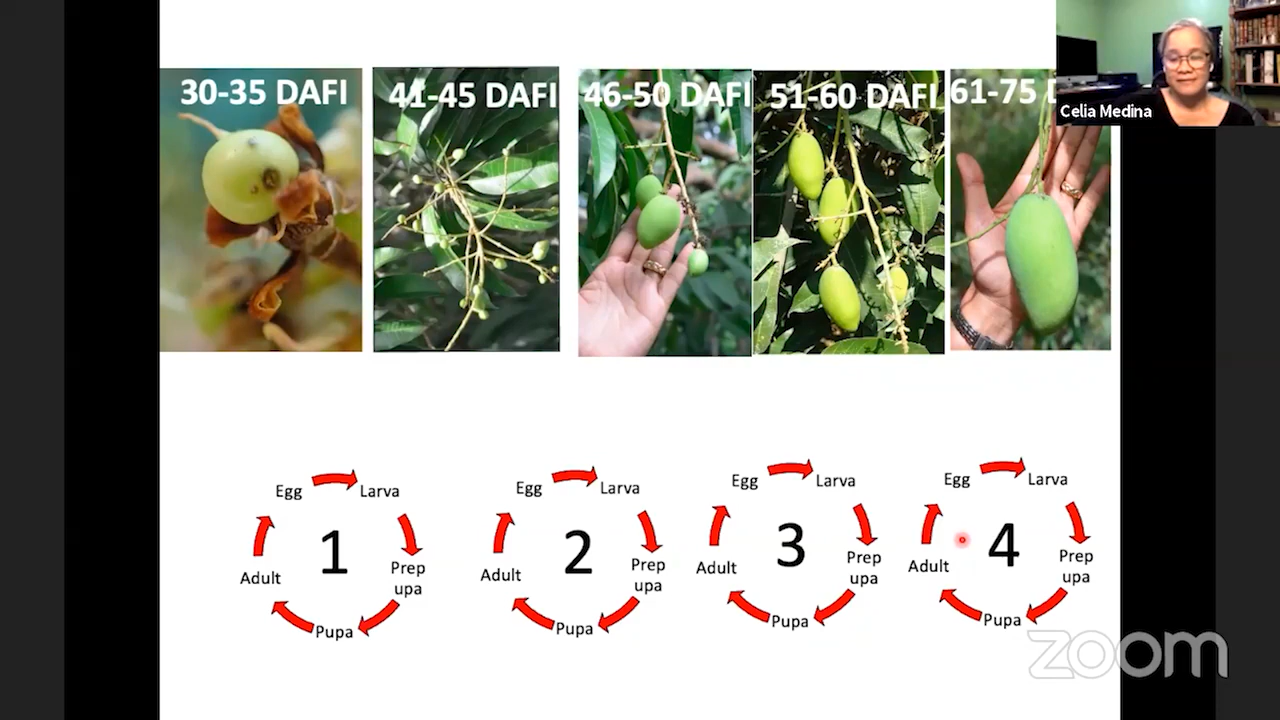 30-35 DAFI
41-45 DAFI
46-50 DAFI
51-60 DAFI
61-75 D
Celia Medina
Egg
Larva
Prep
upa
Pupa
Adult
1
Egg
Larva
Prep
upa
Pupa
Adult
2
Egg
Larva
Prep
upa
Pupa
Adult
3
Egg
Larva
Prep
upa
Pupa
Adult
4
zoom